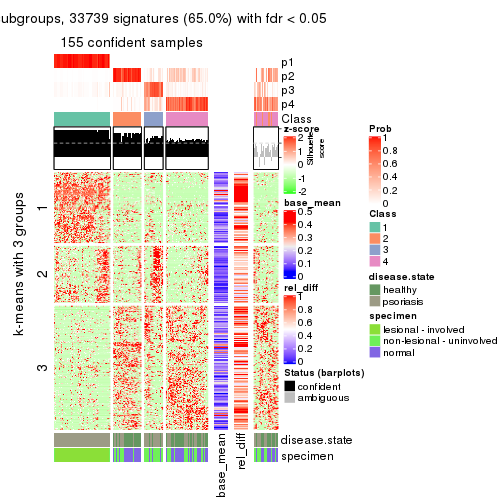 ubgroups, 33739 signatures (65.0%) with fdr < 0.05
155 confident samples
p1
p2
p3
p4
Class
z-score
2
1
0
-1
-2
Silhouette
score
1
2
3
k-means with 3 groups
base_mean
0.5
0.4
0.3
0.2
0.1
0
rel_diff
1
0.8
0.6
0.4
0.2
0
Status (barplots)
confident
ambiguous
Prob
1
0.8
0.6
0.4
0.2
0
Class
1
2
3
4
disease.state
healthy
psoriasis
specimen
lesional - involved
non-lesional - uninvolved
normal
disease.state
specimen
base_mean
rel_diff